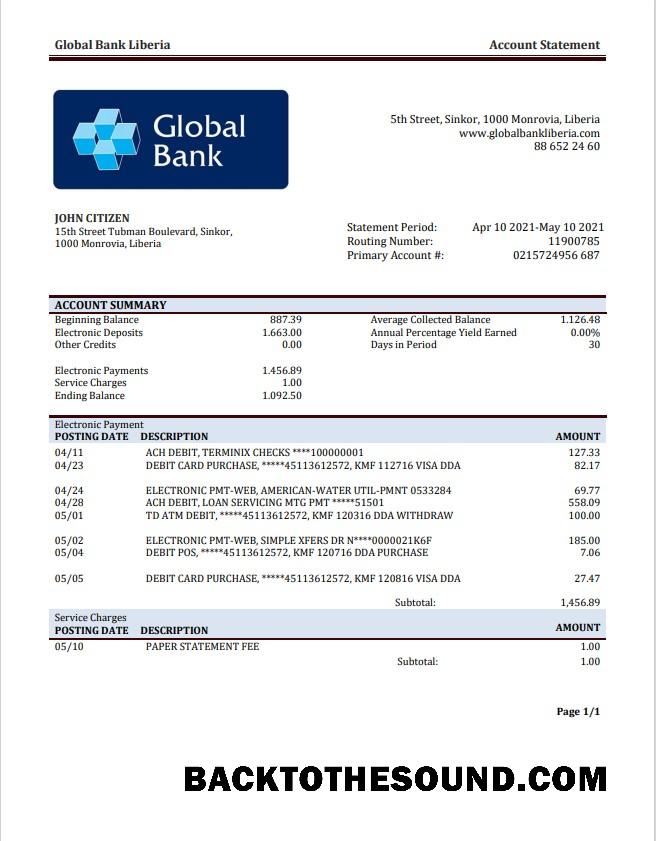 Global Bank Liberia Account Statement
Global
Bank
5th Street, Sinkor, 1000 Monrovia, Liberia
www.globalbankliberia.com
88 652 24 60
JOHN CITIZEN
15th Street Tubman Boulevard, Sinkor,
1000 Monrovia, Liberia
Statement Period: Apr 10 2021-May 10 2021
Routing Number: 11900785
Primary Account #: 0215724956 687
ACCOUNT SUMMARY
Beginning Balance 887.39 Average Collected Balance 1.126.48
Electronic Deposits 1.663.00 Annual Percentage Yield Earned 0.00%
Other Credits 0.00 Days in Period 30
Electronic Payments 1.456.89
Service Charges 1.00
Ending Balance 1.092.50
Electronic Payment
POSTING DATE DESCRIPTION AMOUNT
04/11 ACH DEBIT, TERMINIX CHECKS ****100000001 127.33
04/23 DEBIT CARD PURCHASE, *****45113612572, KMF 112716 VISA DDA 82.17
04/24 ELECTRONIC PMT-WEB, AMERICAN-WATER UTIL-PMNT 0533284 69.77
04/28 ACH DEBIT, LOAN SERVICING MTG PMT *****51501 558.09
05/01 TD ATM DEBIT, *****45113612572, KMF 120316 DDA WITHDRAW 100.00
05/02 ELECTRONIC PMT-WEB, SIMPLE XFERS DR N****0000021K6F 185.00
05/04 DEBIT POS, *****45113612572, KMF 120716 DDA PURCHASE 7.06
05/05 DEBIT CARD PURCHASE, *****45113612572, KMF 120816 VISA DDA 27.47
Subtotal: 1,456.89
Service Charges
POSTING DATE DESCRIPTION AMOUNT
05/10 PAPER STATEMENT FEE 1.00
Subtotal: 1.00
Page 1/1
BACKTOTHESOUND.COM